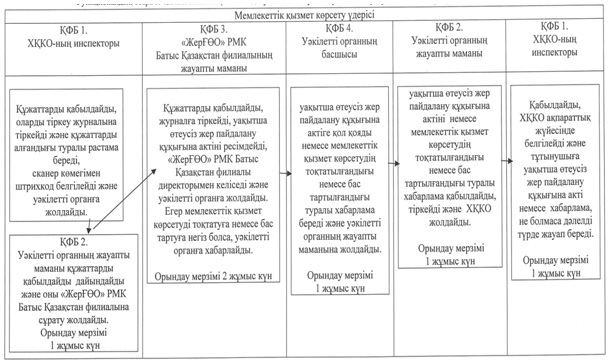 Мемлекеттік қызмет көрсету үдерісі
ҚФБ 1.
ХҚКО-ның инспекторы
ҚФБ 3.
«ЖерҒӨО» РМК
Батыс Қазақстан филиалының
жауапты маманы
ҚФБ 4.
Уәкілетті органның
басшысы
ҚФБ 2.
Уәкілетті органның
жауапты маманы
ҚФБ 1.
ХҚКО-ның
инспекторы
Құжаттарды қабылдайды,
оларды тіркеу журналына
тіркейді және құжаттарды
алғандығы туралы растама
береді,
сканер көмегімен
штрихкод белгілейді және
уәкілетті органға
жолдайды.
ҚФБ 2.
Уәкілетті органның жауапты
маманы құжаттарды
қабылдайды дайындайды
және оны «ЖерҒӨО» РМК
Батыс Қазақстан филиалына
сұрату жолдайды.
Орындау мерзімі
1 жұмыс күн
Құжаттарды қабылдайды,
журналға тіркейді, уақытша
өтеусіз жер пайдалану
құқығына актіні ресімдейді,
«ЖерҒӨО» РМК Батыс
Қазақстан филиалы
директорымен келіседі және
уәкілетті органға жолдайды.
Егер мемлекеттік қызмет
көрсетуді тоқтатуға немесе бас
тартуға негіз болса, уәкілетті
органға хабарлайды.
Орындау мерзімі 2 жұмыс күн
уақытша өтеусіз жер
пайдалану құқығына
актіге қол қояды
немесе мемлекеттік
қызмет көрсетудің
тоқтатылғандығы
немесе бас
тартылғандығы
туралы хабарлама
береді және уәкілетті
органның жауапты
маманына жолдайды.
Орындау мерзімі
1 жұмыс күн
уақытша өтеусіз жер
пайдалану құқығына
актіні немесе
мемлекеттік қызмет
көрсетудің
тоқтатылғандығы
немесе бас
тартылғандығы туралы
хабарлама қабылдайды,
тіркейді және ХҚКО
жолдайды.
Орындау мерзімі
1 жұмыс күн
Қабылдайды,
ХҚКО ақпараттық
жүйесінде
белгілейді және
тұтынушыға
уақытша өтеусіз
жер пайдалану
құқығына акті
немесе хабарлама,
не болмаса дәлелді
түрде жауап береді.